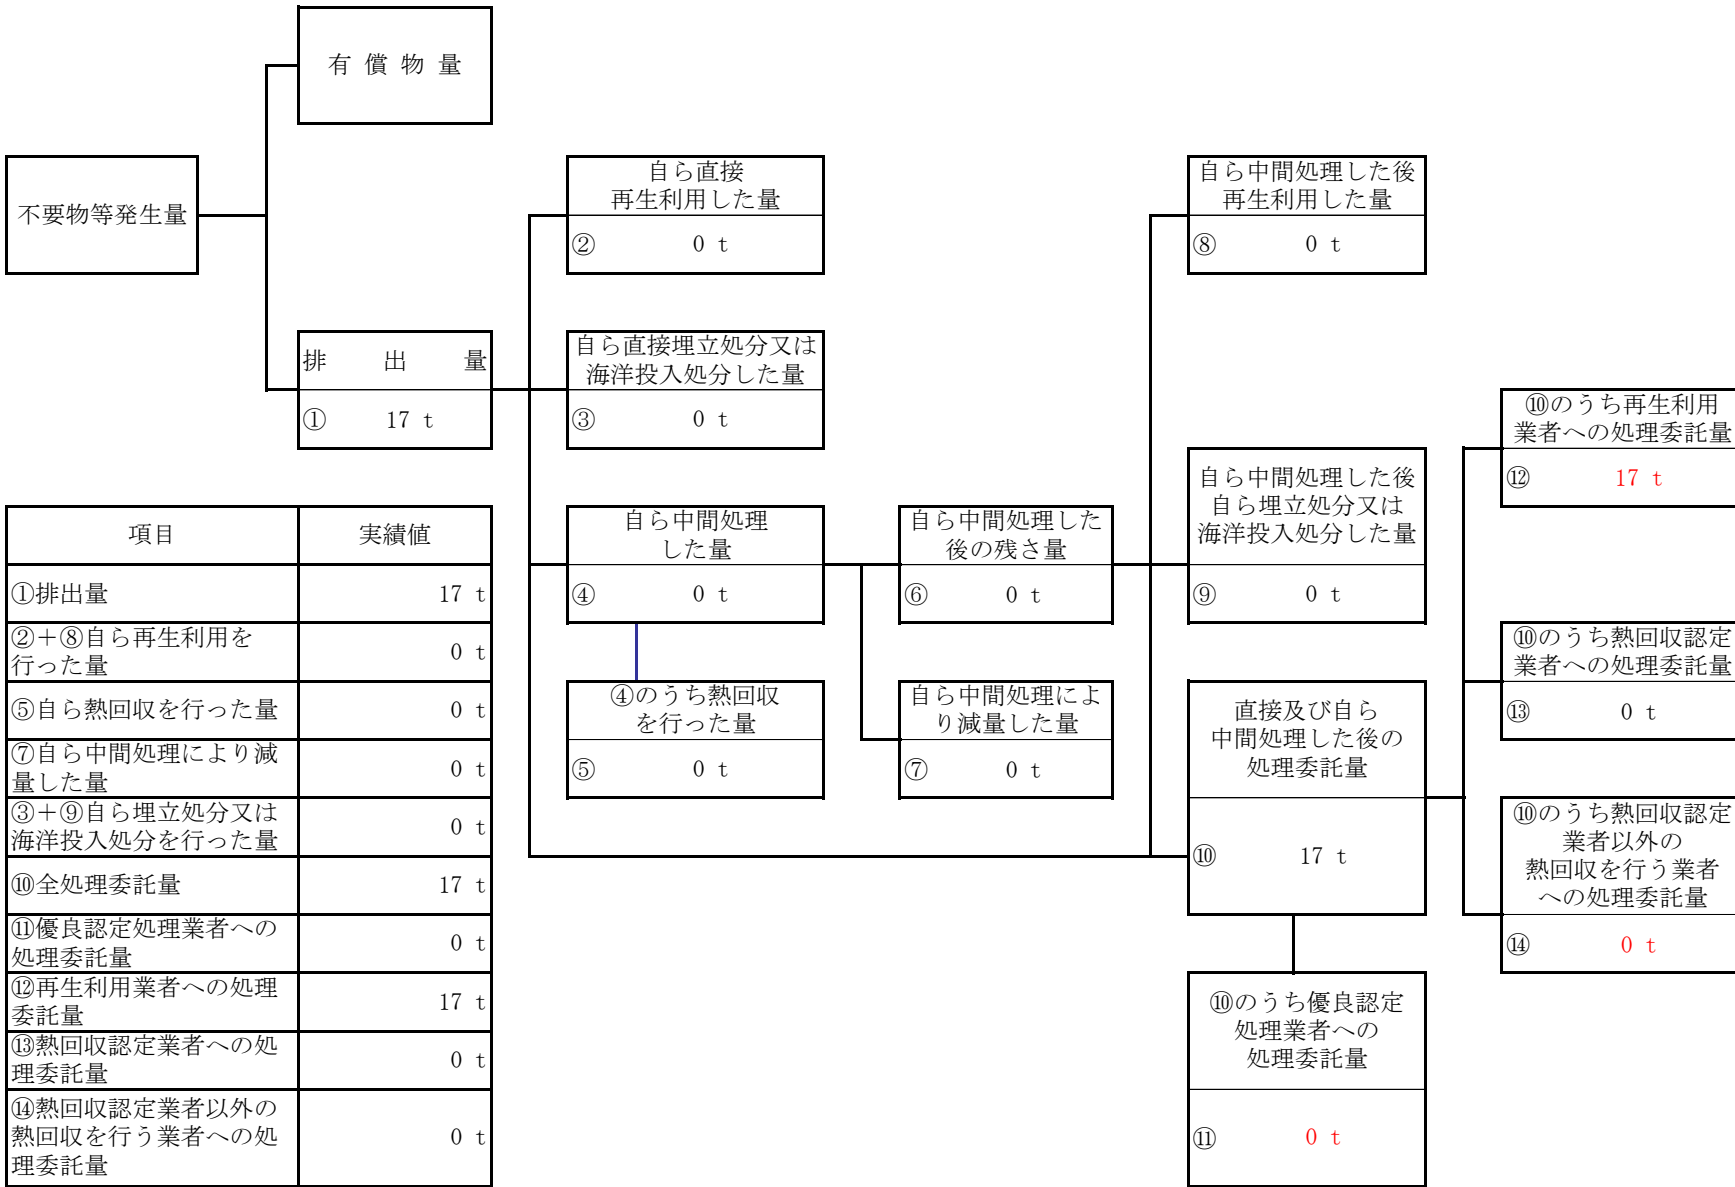 有 償 物 量
不要物等発生量
排 出 量
① 17 t
自ら直接
再生利用した量
② 0 t
自ら直接埋立処分又は
海洋投入処分した量
③ 0 t
自ら中間処理
した量
④ 0 t
④のうち熱回収
を行った量
⑤ 0 t
自ら中間処理した
後の残さ量
⑥ 0 t
自ら中間処理によ
り減量した量
⑦ 0 t
自ら中間処理した後
再生利用した量
⑧ 0 t
自ら中間処理した後
自ら埋立処分又は
海洋投入処分した量
⑨ 0 t
直接及び自ら
中間処理した後の
処理委託量
⑩ 17 t
⑩のうち優良認定
処理業者への
処理委託量
⑪ 0 t
⑩のうち再生利用
業者への処理委託量
⑫ 17 t
⑩のうち熱回収認定
業者への処理委託量
⑬ 0 t
⑩のうち熱回収認定
業者以外の
熱回収を行う業者
への処理委託量
⑭ 0 t
項目 実績値
①排出量 17 t
②+⑧自ら再生利用を
行った量 0 t
⑤自ら熱回収を行った量 0 t
⑦自ら中間処理により減
量した量 0 t
③+⑨自ら埋立処分又は
海洋投入処分を行った量 0 t
⑩全処理委託量 17 t
⑪優良認定処理業者への
処理委託量 0 t
⑫再生利用業者への処理
委託量 17 t
⑬熱回収認定業者への処
理委託量 0 t
⑭熱回収認定業者以外の
熱回収を行う業者への処
理委託量 0 t